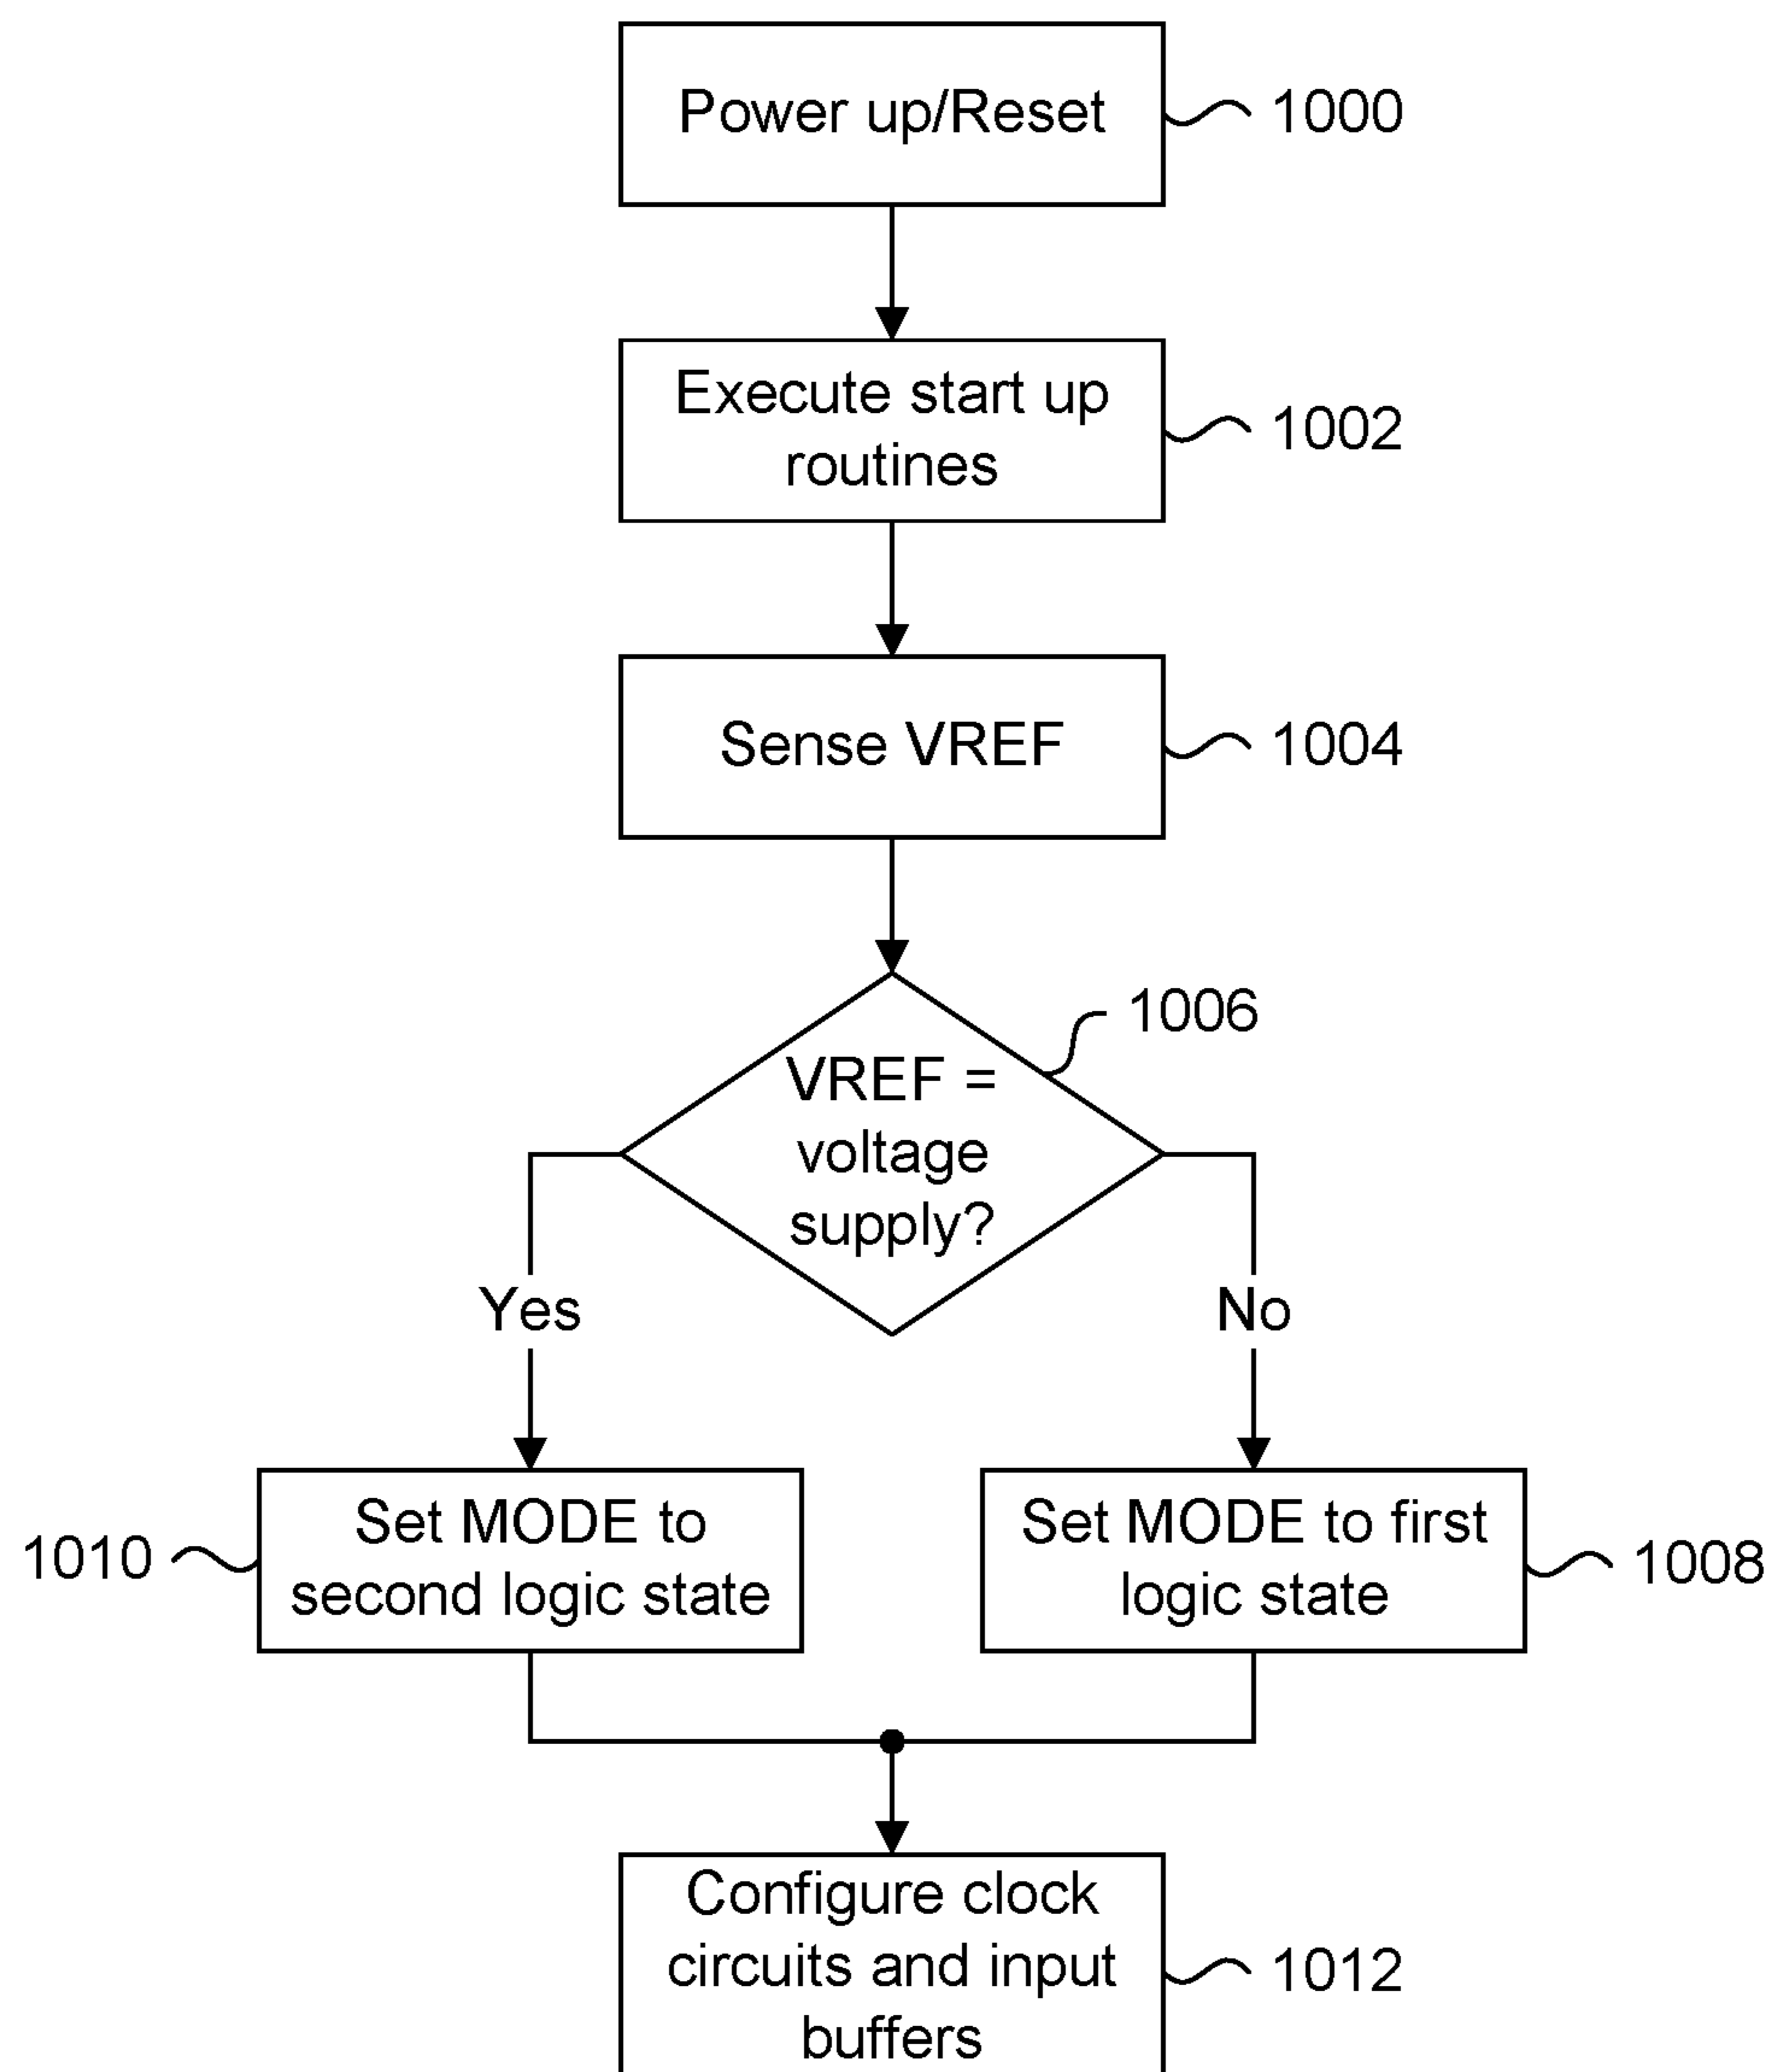 Power up/Reset
1000
Execute start up
routines
1002
Sense VREF
1004
1006
VREF =
voltage
supply?
Yes
No
1010
Set MODE to
second logic state
Set MODE to first
logic state
1008
Configure clock
circuits and input
buffers
1012